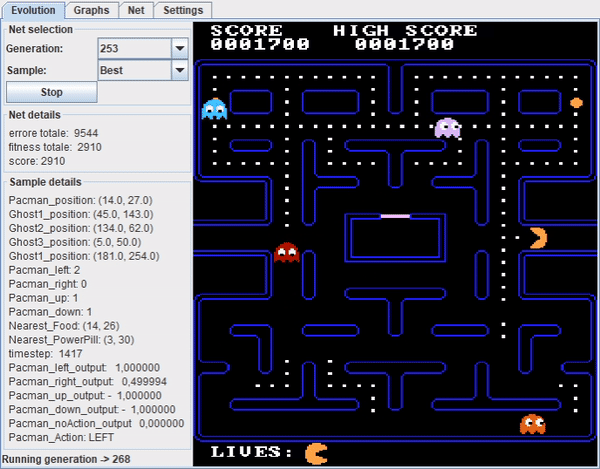 Evolution Graphs Net Settings
Net selection
Generation: 253
Sample: Best
Stop
Net details
errore totale: 9544
fitness totale: 2910
score: 2910
Sample details
Pacman_position: (14.0, 27.0)
Ghost1_position: (45.0, 143.0)
Ghost2_position: (134.0, 62.0)
Ghost3_position: (5.0, 50.0)
Ghost1_position: (181.0, 254.0)
Pacman_left: 2
Pacman_right: 0
Pacman_up: 1
Pacman_down: 1
Nearest_Food: (14, 26)
Nearest_PowerPill: (3, 30)
timestep: 1417
Pacman_left_output: 1,000000
Pacman_right_output: 0,499994
Pacman_up_output: - 1,000000
Pacman_down_output: - 1,000000
Pacman_noAction_output 0,000000
Pacman_Action: LEFT
Running generation -> 268
SCORE HIGH SCORE
0001700 0001700
LIVES: